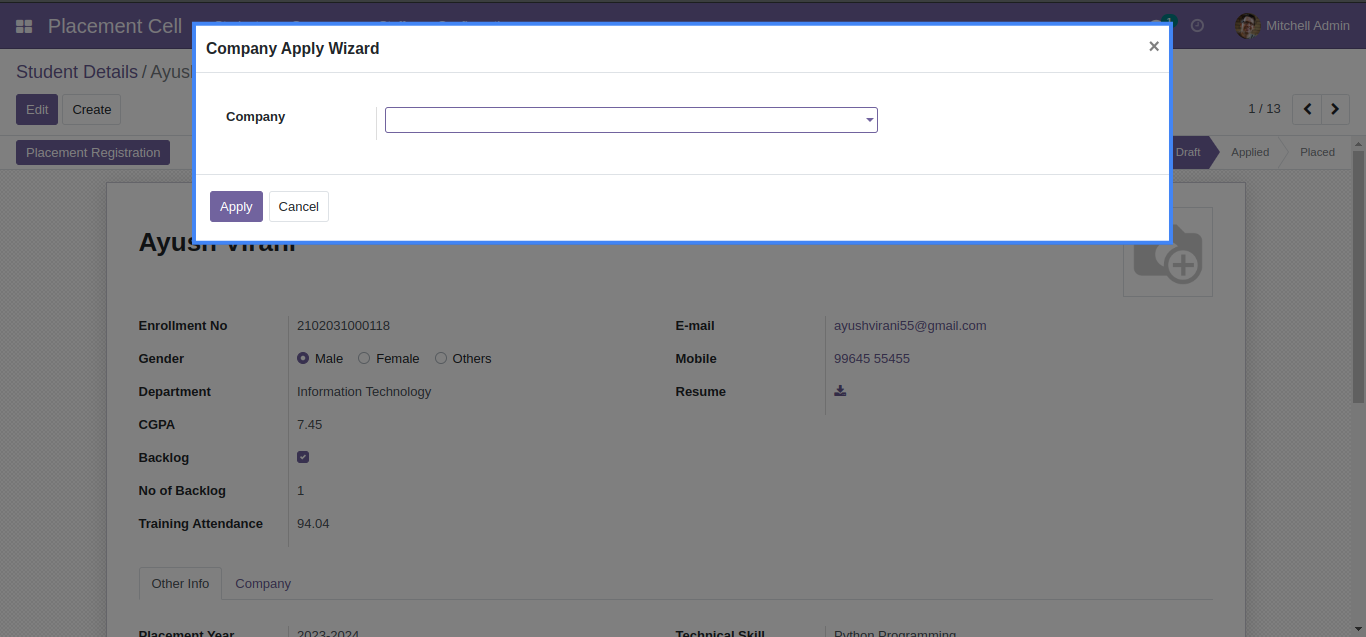 Placement Cell
1
Mitchell Admin
Company Apply Wizard
×
Student Details / Ayus
Edit Create
1 / 13
Company
Placement Registration
Draft Applied Placed
Apply Cancel
Ayush Virani
Enrollment No 2102031000118
E-mail ayushvirani55@gmail.com
Gender Male Female Others
Mobile 99645 55455
Department Information Technology
Resume
CGPA 7.45
Backlog
No of Backlog 1
Training Attendance 94.04
Other Info Company
Placement Year 2023-2024
Technical Skill Python Programming